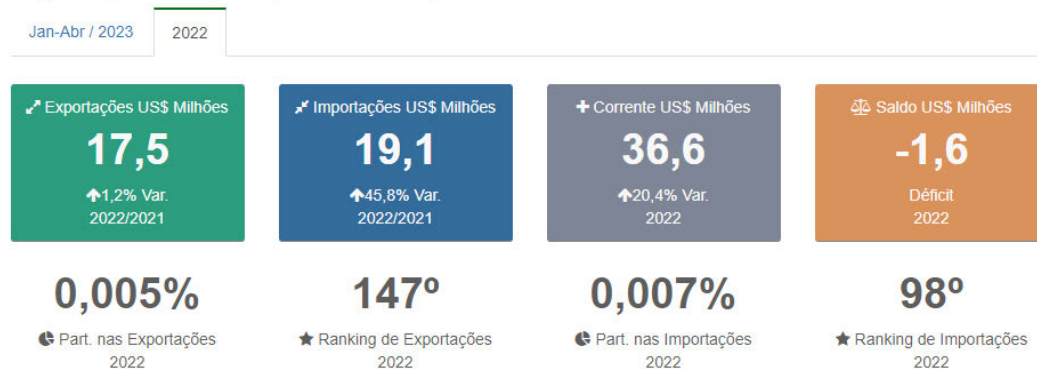 Jan-Abr / 2023
2022
Exportações US$ Milhões
17,5
1,2% Var.
2022/2021
Importações US$ Milhões
19,1
45,8% Var.
2022/2021
Corrente US$ Milhões
36,6
20,4% Var.
2022
Saldo US$ Milhões
-1,6
Déficit
2022
0,005%
Part. nas Exportações
2022
147º
Ranking de Exportações
2022
0,007%
Part. nas Importações
2022
98º
Ranking de Importações
2022